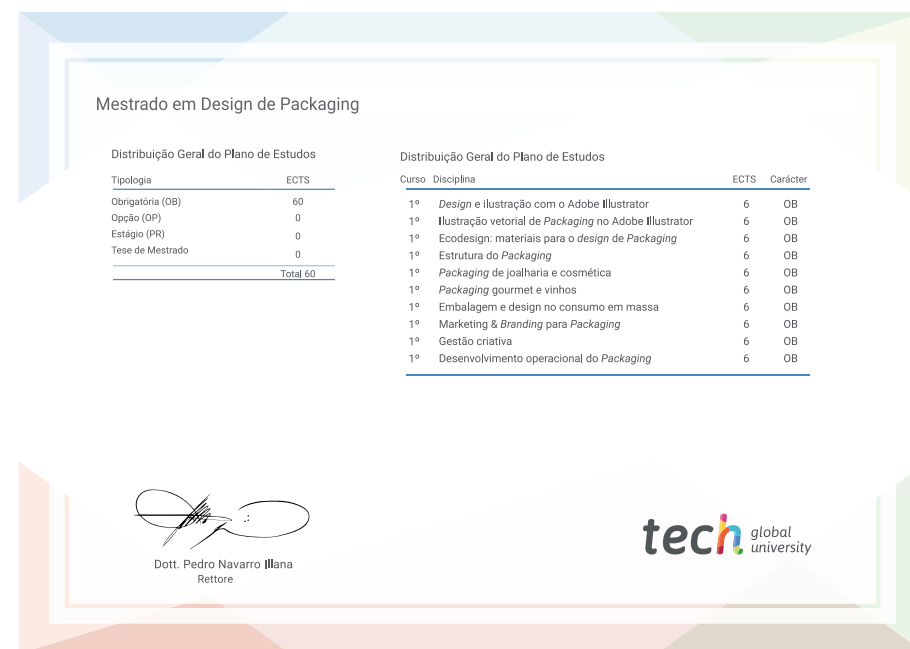 Mestrado em Design de Packaging
Distribuição Geral do Plano de Estudos
Tipologia ECTS
Obrigatória (OB) 60
Opção (OP) 0
Estágio (PR) 0
Tese de Mestrado 0
Total 60
Distribuição Geral do Plano de Estudos
Curso Disciplina ECTS Carácter
1º Design e ilustração com o Adobe Illustrator 6 OB
1º Ilustração vetorial de Packaging no Adobe Illustrator 6 OB
1º Ecodesign: materiais para o design de Packaging 6 OB
1º Estrutura do Packaging 6 OB
1º Packaging de joalharia e cosmética 6 OB
1º Packaging gourmet e vinhos 6 OB
1º Embalagem e design no consumo em massa 6 OB
1º Marketing & Branding para Packaging 6 OB
1º Gestão criativa 6 OB
1º Desenvolvimento operacional do Packaging 6 OB
Dott. Pedro Navarro Illana
Rettore
tech global
university